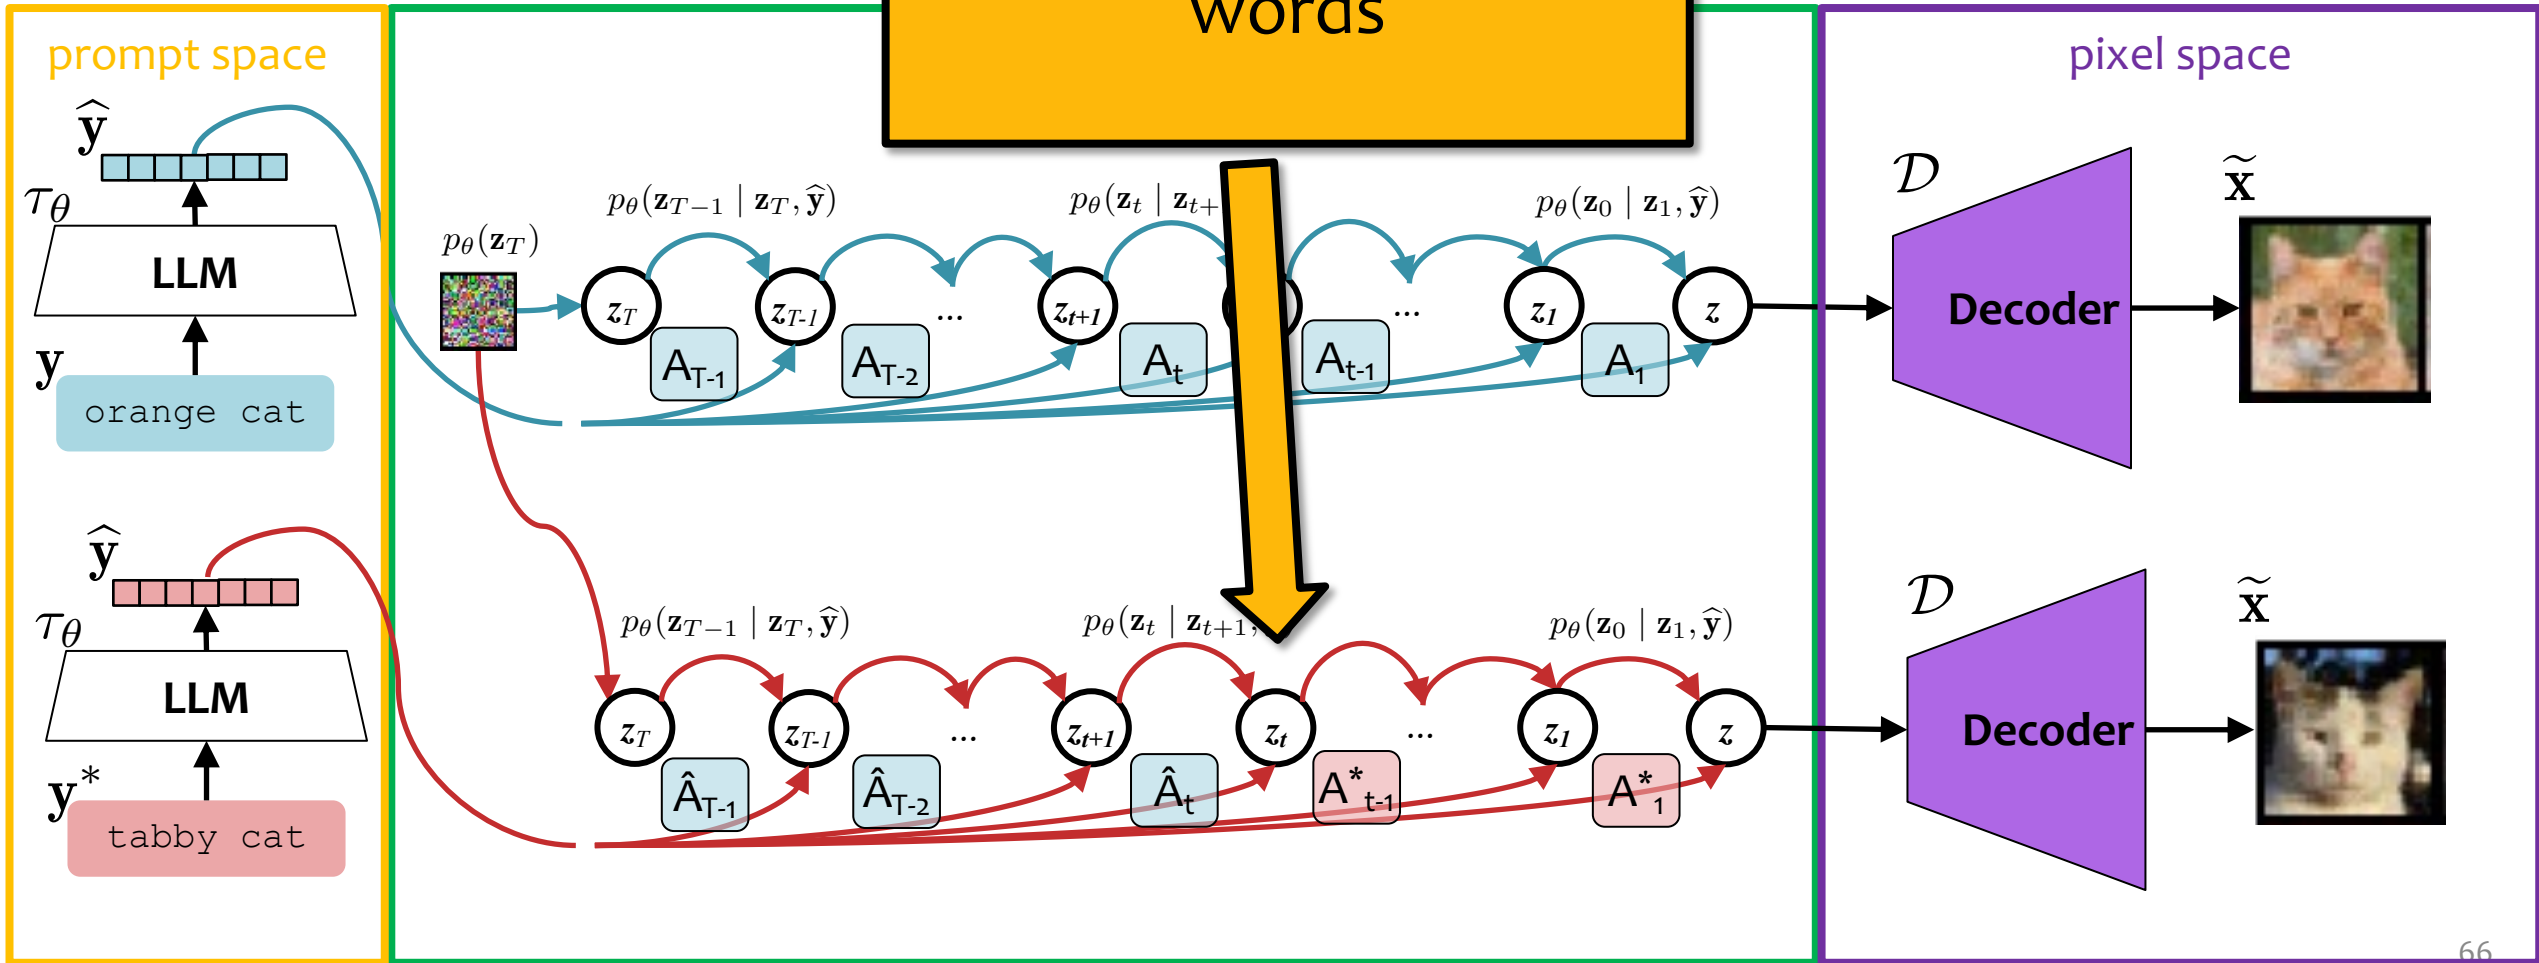 words
prompt space
pixel space
ŷ
τθ
LLM
y
orange cat
pθ(zT)
pθ(zT−1 | zT, ŷ)
pθ(zt | zt+
pθ(z0 | z1, ŷ)
zT
zT-1
...
zt+1
...
z1
z
AT-1
AT-2
At
At-1
A1
D
Decoder
x̃
ŷ
τθ
LLM
y*
tabby cat
pθ(zT−1 | zT, ŷ)
pθ(zt | zt+1,
pθ(z0 | z1, ŷ)
zT
zT-1
...
zt+1
zt
...
z1
z
ÂT-1
ÂT-2
Ât
A*t-1
A*1
D
Decoder
x̃
66